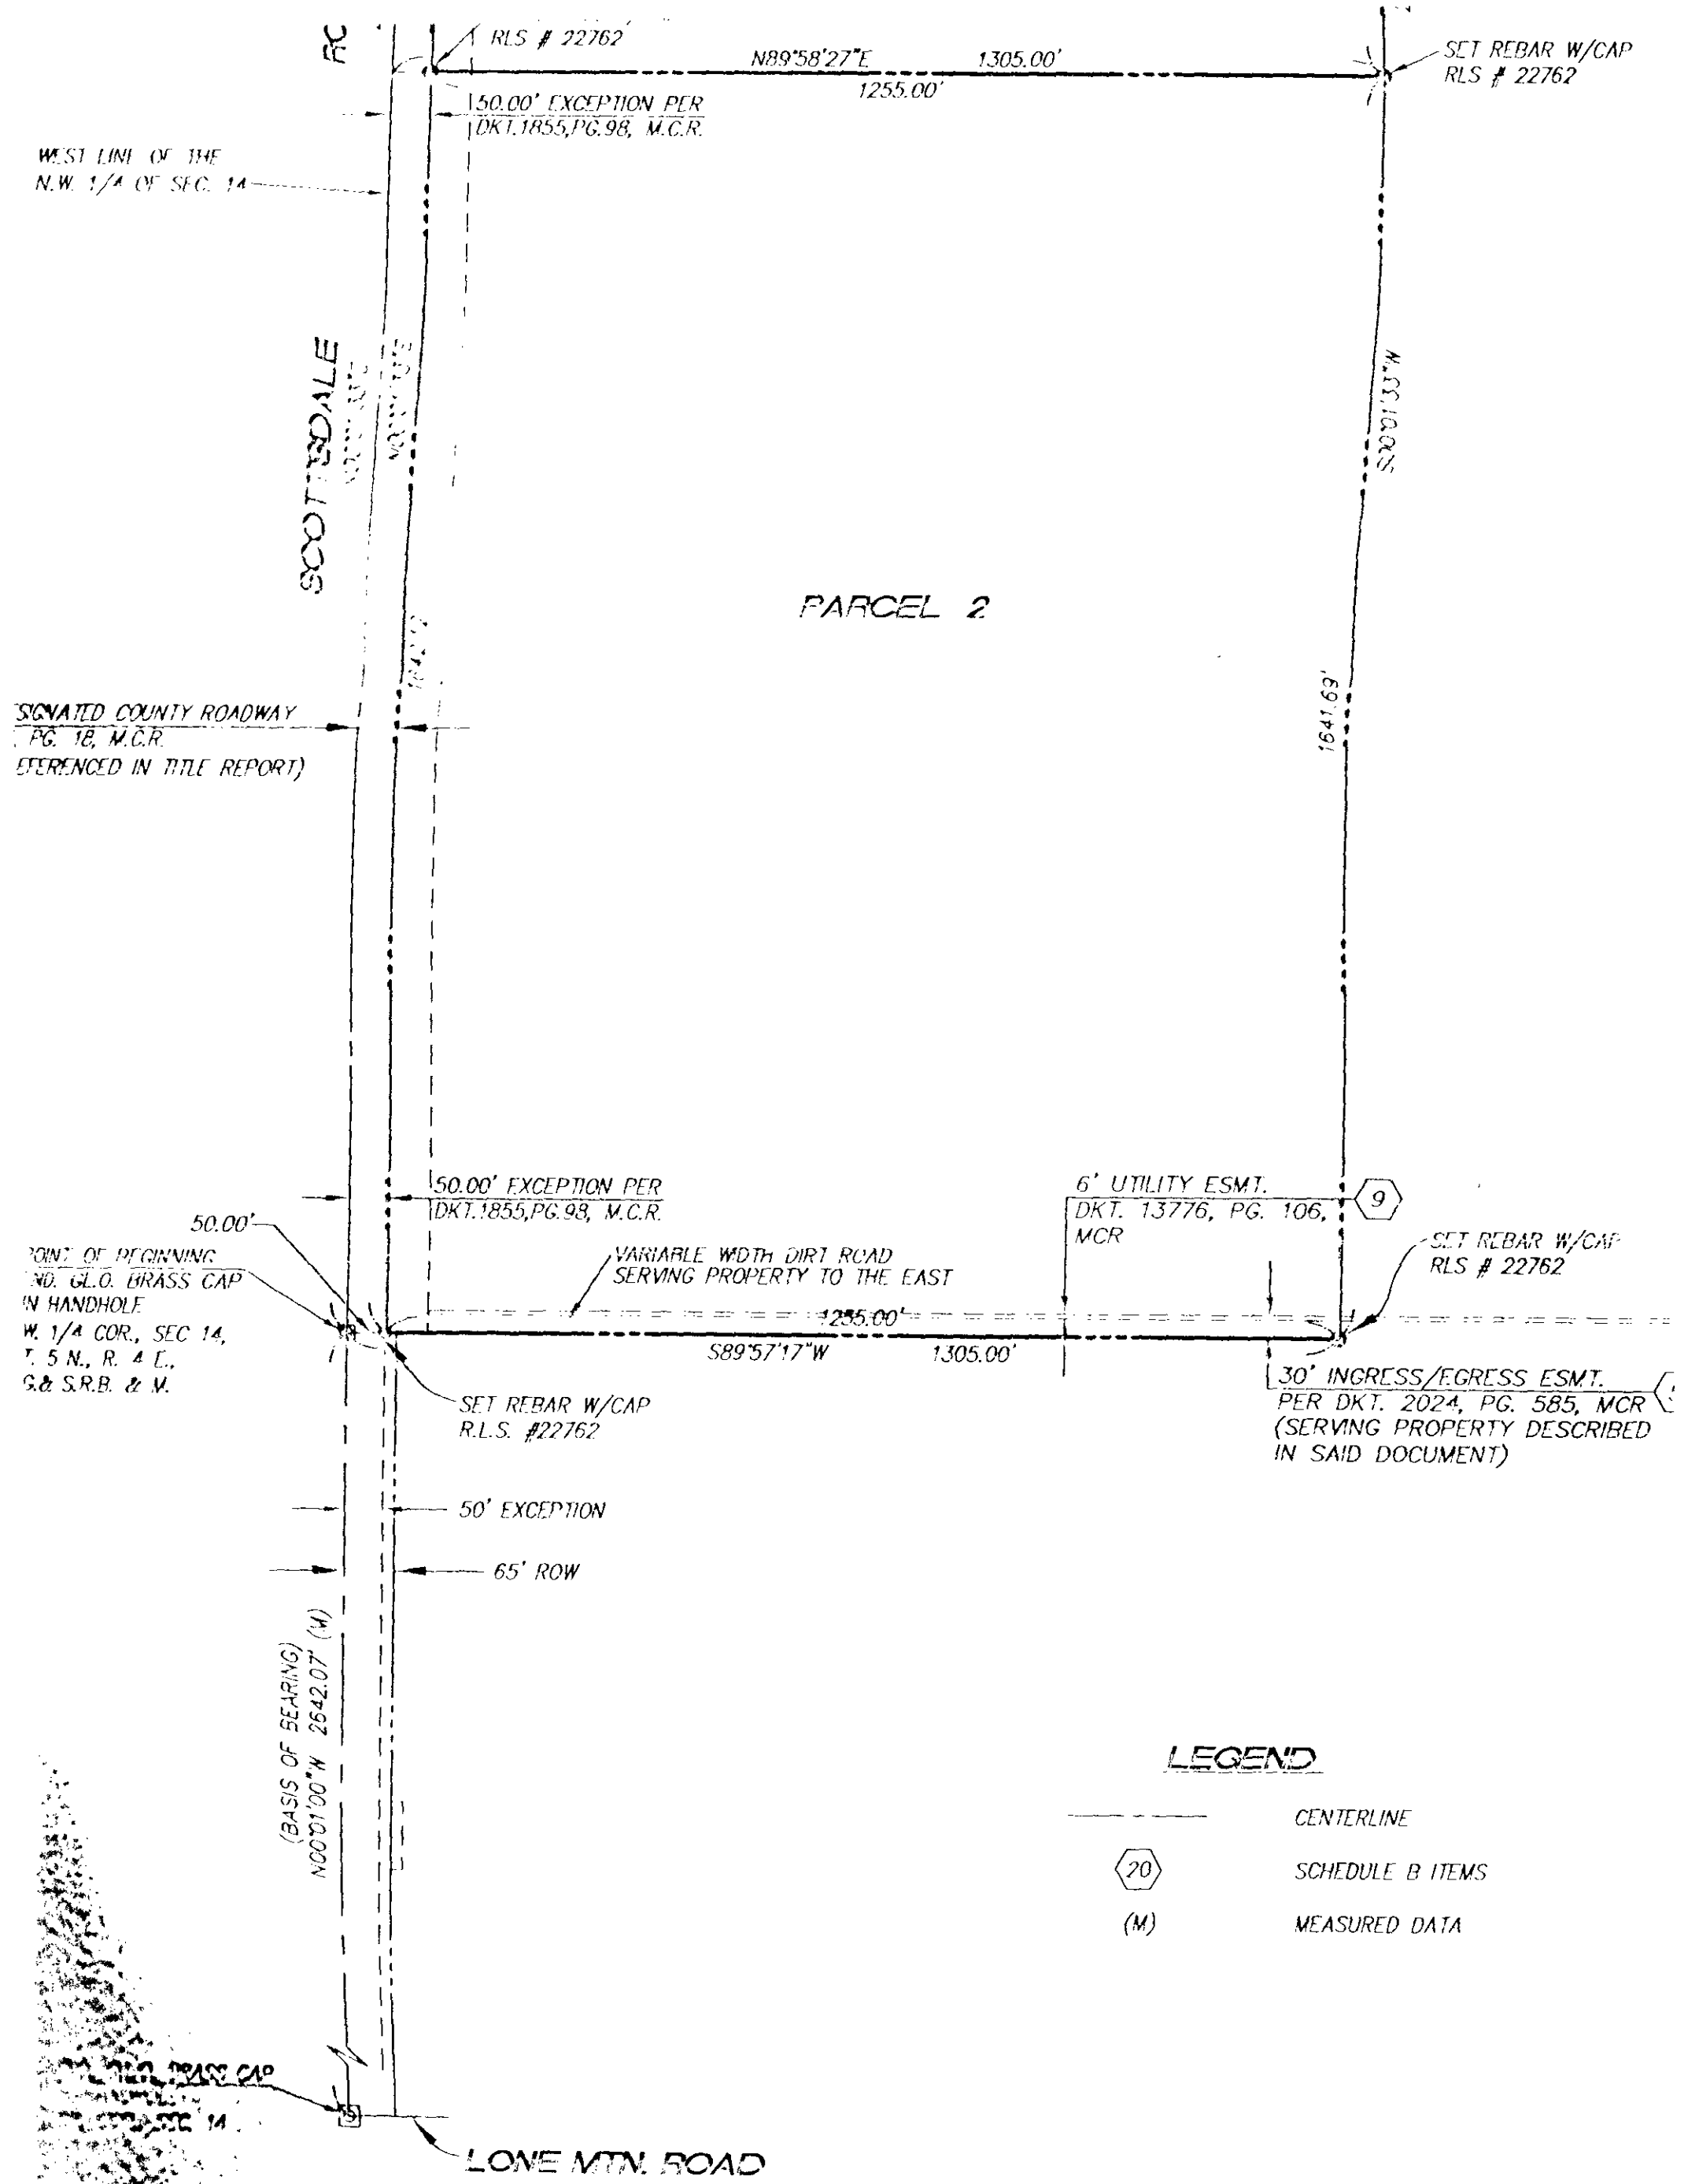 RLS # 22762
N89°58'27"E 1305.00'
1255.00'
SET REBAR W/CAP
RLS # 22762
50.00' EXCEPTION PER
DKT.1855,PG.98, M.C.R.
WEST LINE OF THE
N.W. 1/4 OF SEC. 14
SCOTTSDALE
S00°01'33"W
PARCEL 2
1641.69'
SIGNATED COUNTY ROADWAY
PG. 18, M.C.R.
EFERENCED IN TITLE REPORT)
50.00' EXCEPTION PER
DKT.1855,PG.98, M.C.R.
6' UTILITY ESMT.
DKT. 13776, PG. 106,
MCR
9
50.00'
POINT OF BEGINNING
ND. G.L.O. BRASS CAP
IN HANDHOLE
W. 1/4 COR., SEC 14,
T. 5 N., R. 4 E.,
G.& S.R.B. & M.
VARIABLE WIDTH DIRT ROAD
SERVING PROPERTY TO THE EAST
SET REBAR W/CAP
RLS # 22762
1255.00'
S89°57'17"W 1305.00'
30' INGRESS/EGRESS ESM.T.
PER DKT. 2024, PG. 585, MCR
(SERVING PROPERTY DESCRIBED
IN SAID DOCUMENT)
SET REBAR W/CAP
R.L.S. #22762
50' EXCEPTION
65' ROW
(BASIS OF BEARING)
N00°01'00"W 2642.07' (M)
LEGEND
CENTERLINE
20 SCHEDULE B ITEMS
(M) MEASURED DATA
BRASS CAP
SEC 14
LONE MTN. ROAD